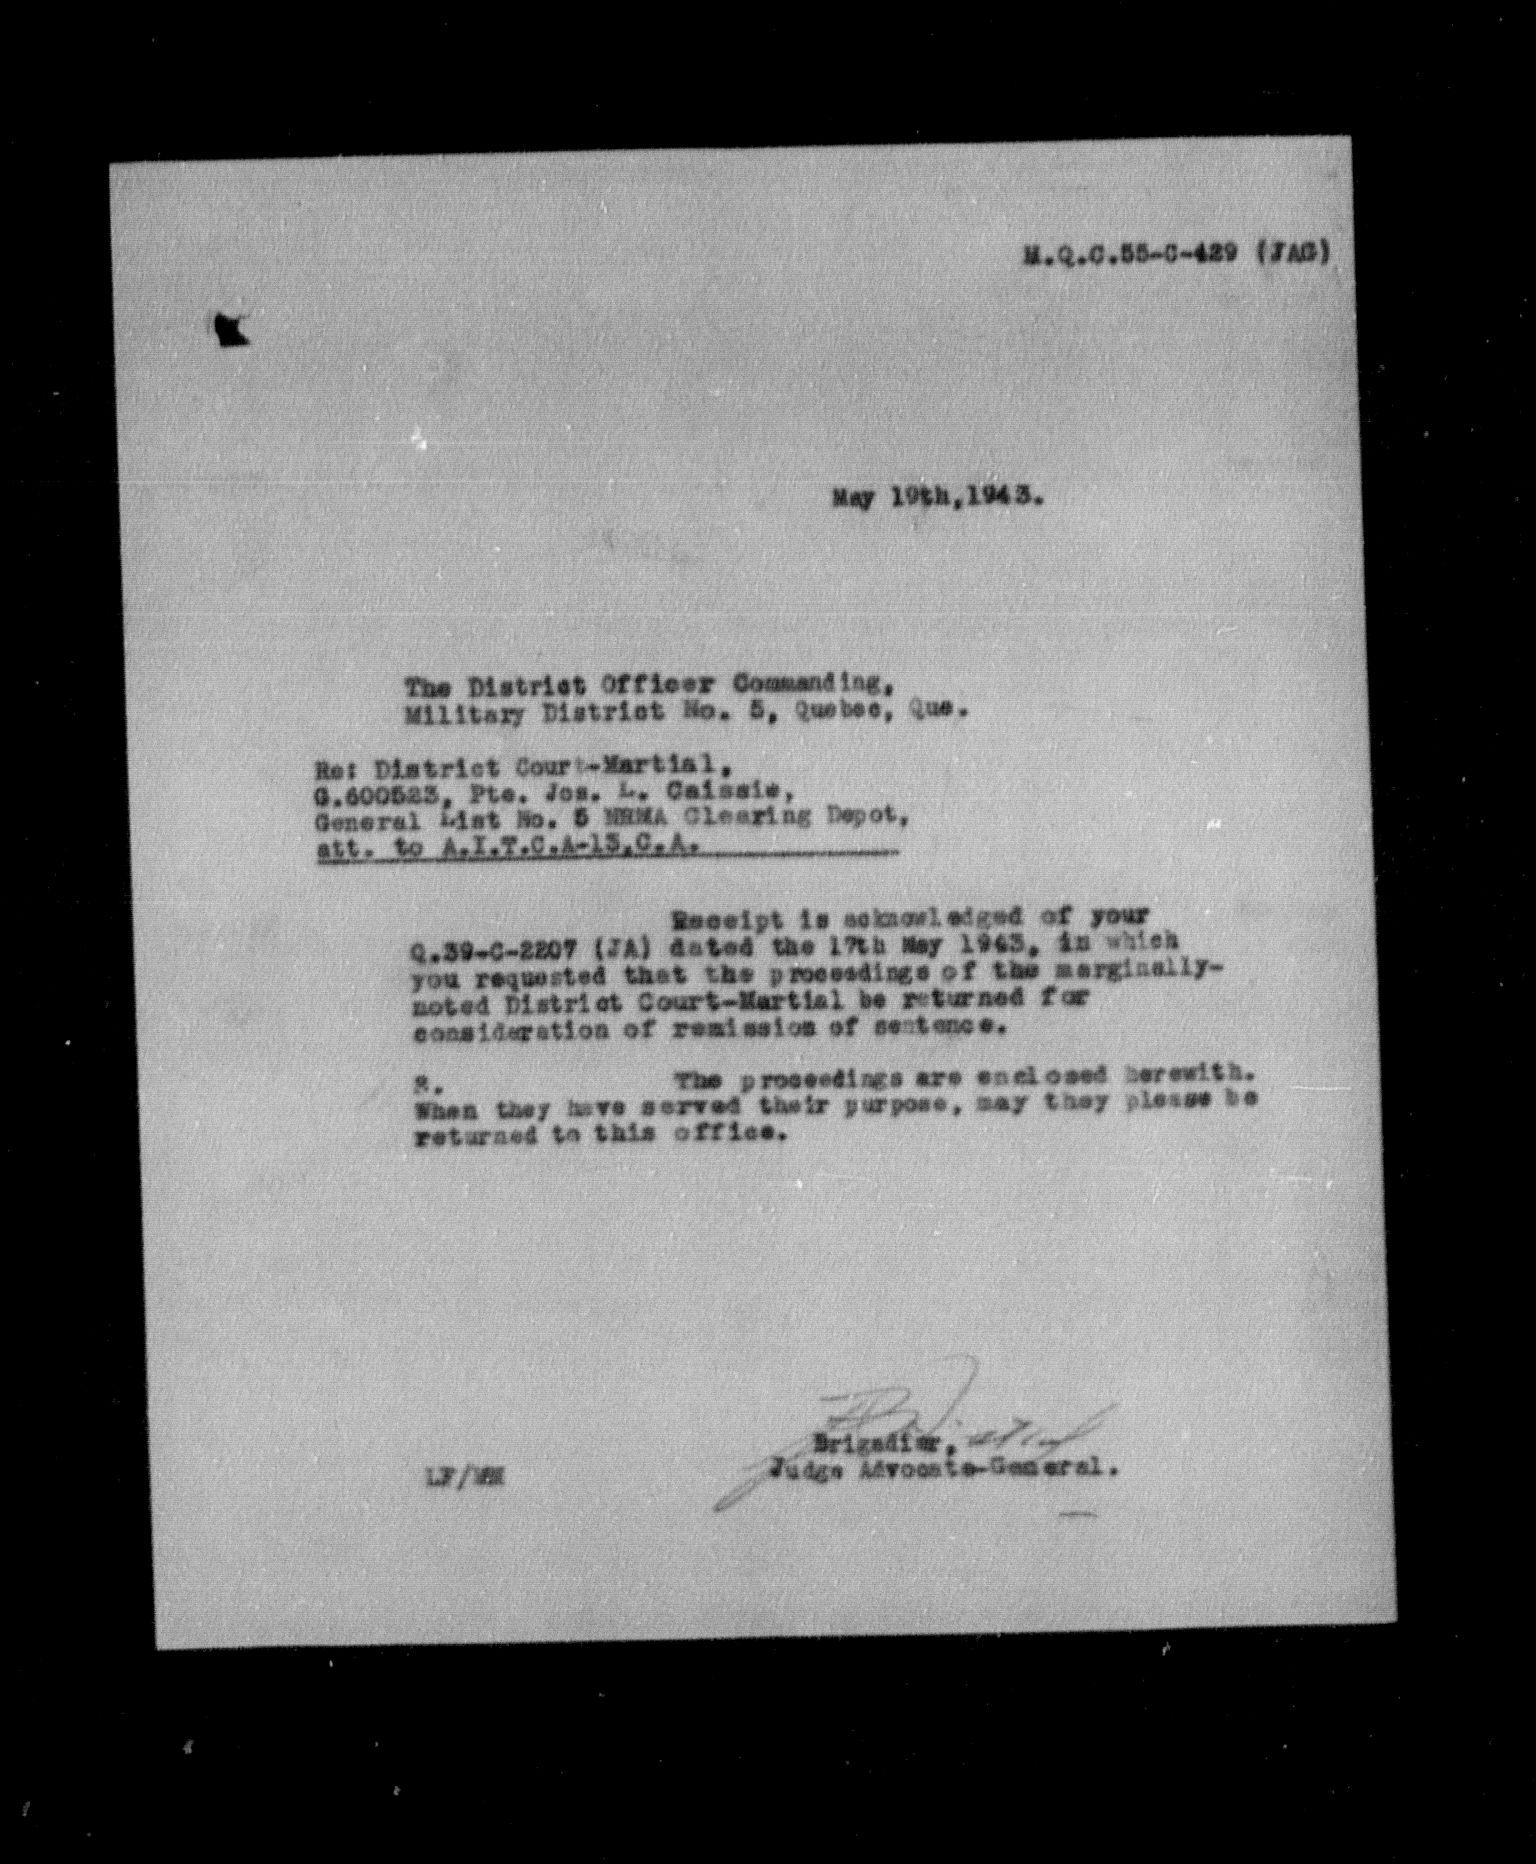 M.Q.C.55-C-429 (JAG)
May 19th,1943.
The District Officer Commanding,
Military District No. 5, Quebec, Que.
Re: District Court-Martial,
G.600523, Pte. Jos. L. Caissie,
General List No. 5 NRMA Clearing Depot,
att. to A.I.T.C.A-13.C.A.
Receipt is acknowledged of your
Q.39-C-2207 (JA) dated the 17th May 1943, in which
you requested that the proceedings of the marginally-
noted District Court-Martial be returned for
consideration of remission of sentence.
2. The proceedings are enclosed herewith.
When they have served their purpose, may they please be
returned to this office.
Brigadier,
LF/MM Judge Advocate-General.